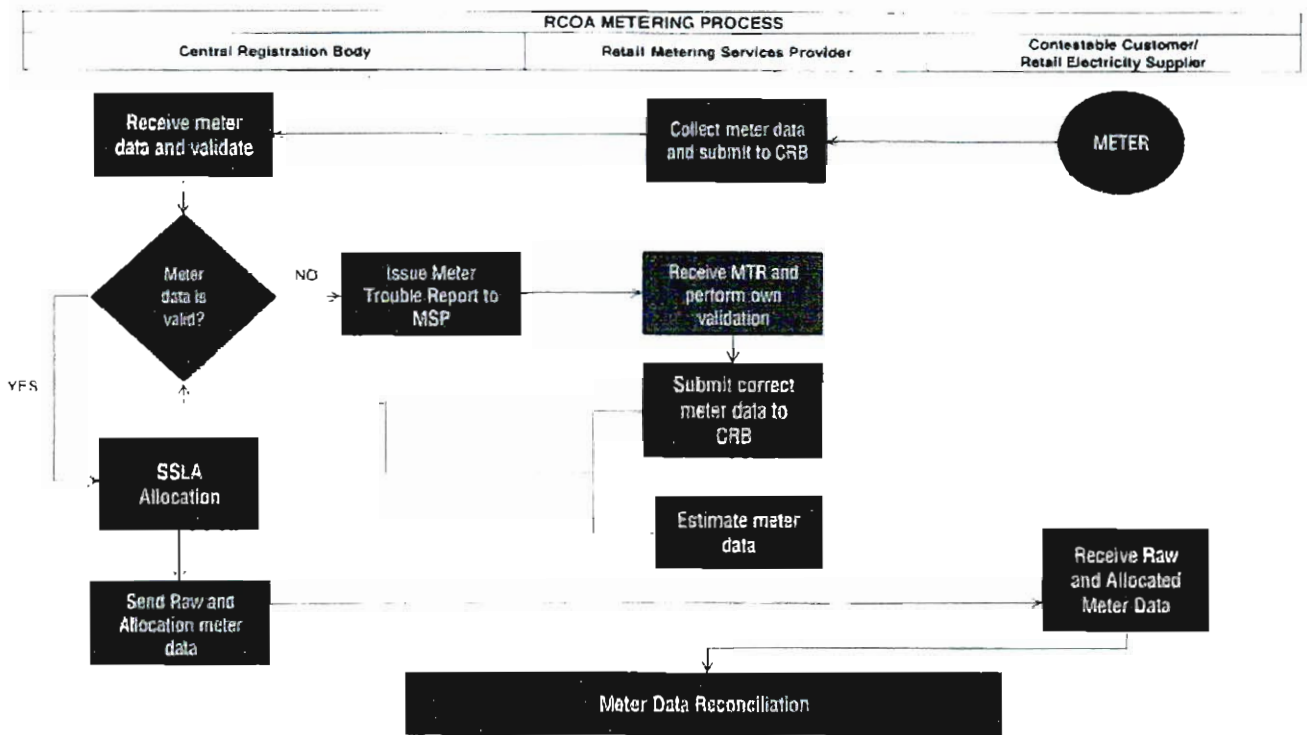 RCOA METERING PROCESS
Central Registration Body
Retail Metering Services Provider
Contestable Customer/
Retail Electricity Supplier
Receive meter
data and validate
Collect meter data
and submit to CRB
METER
Meter
data is
valid?
NO
Issue Meter
Trouble Report to
MSP
Receive MTR and
perform own
validation
YES
Submit correct
meter data to
CRB
SSLA
Allocation
Estimate meter
data
Receive Raw
and Allocated
Meter Data
Send Raw and
Allocation meter
data
Meter Data Reconciliation